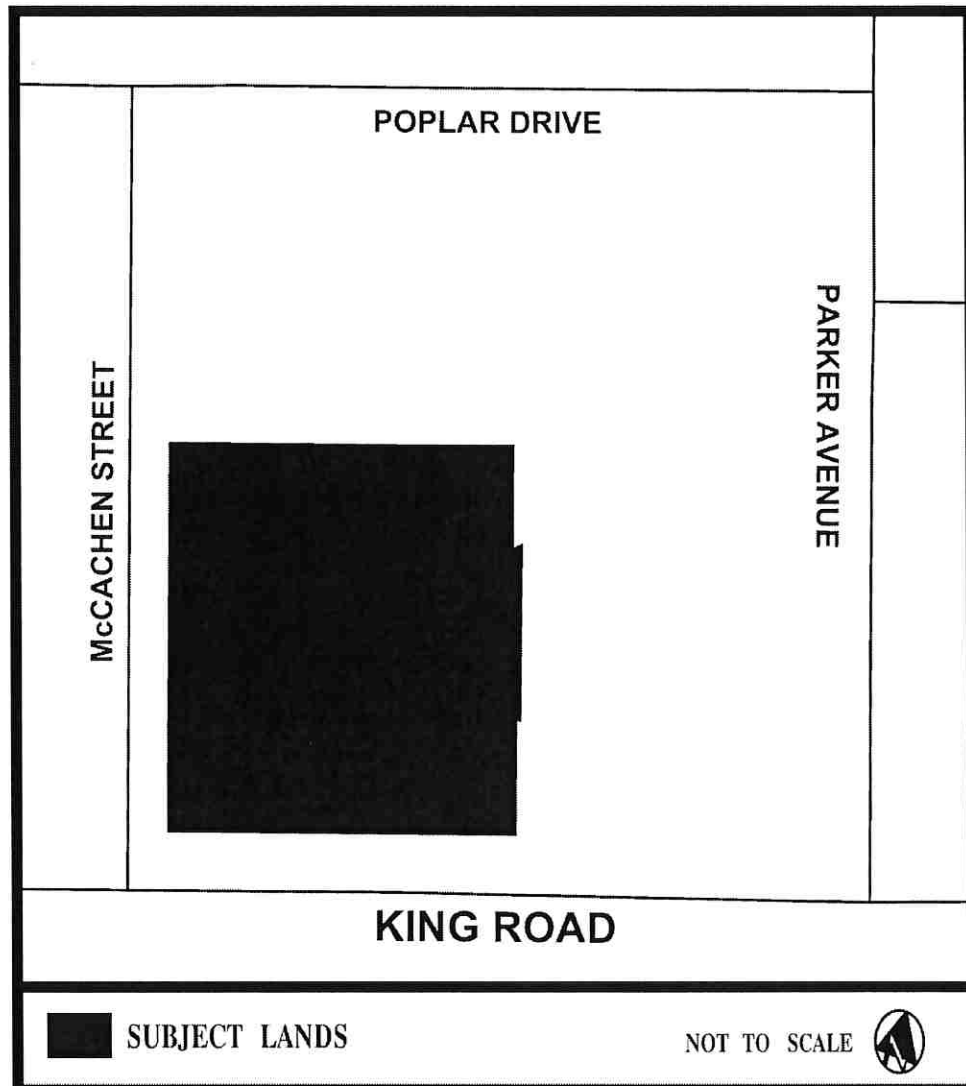 POPLAR DRIVE
PARKER AVENUE
McCACHEN STREET
KING ROAD
SUBJECT LANDS
NOT TO SCALE